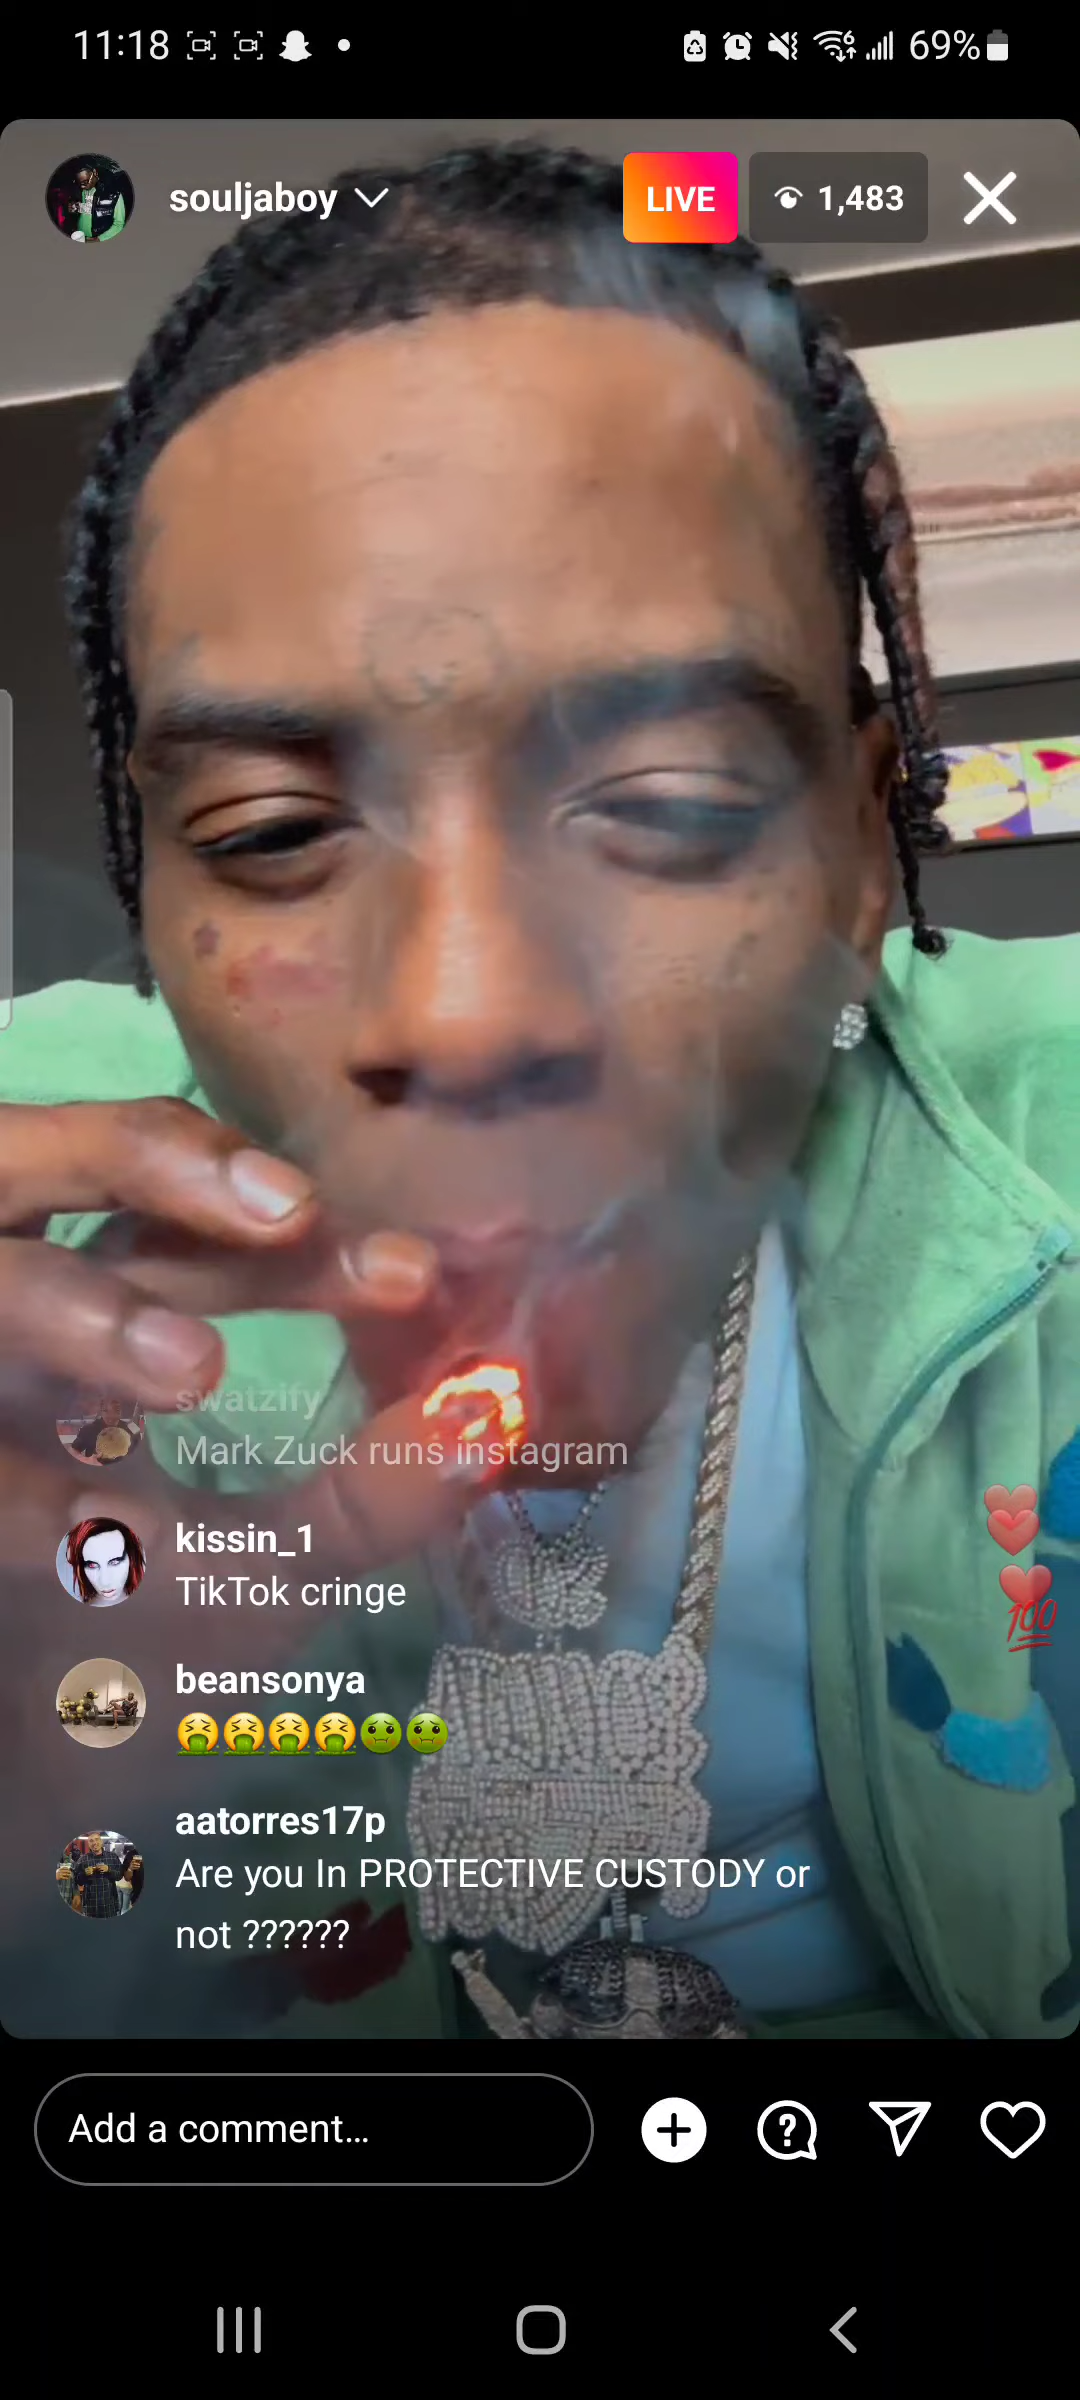 11:18
69%
souljaboy
LIVE
1,483
swatzify
Mark Zuck runs instagram
kissin_1
TikTok cringe
beansonya
🤮🤮🤮🤮🤢🤢
aatorres17p
Are you In PROTECTIVE CUSTODY or
not ??????
💯
Add a comment...